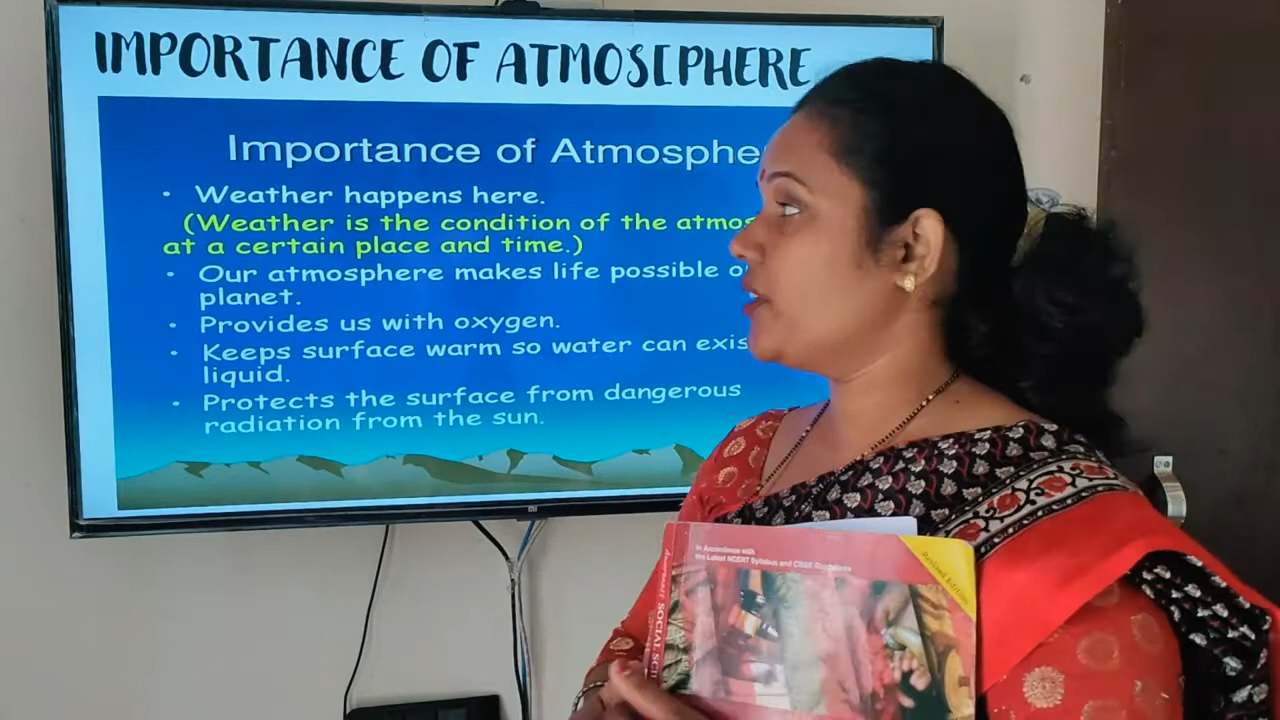 IMPORTANCE OF ATMOSPHERE
Importance of Atmosphe
• Weather happens here.
(Weather is the condition of the atmos
at a certain place and time.)
• Our atmosphere makes life possible o
planet.
• Provides us with oxygen.
• Keeps surface warm so water can exis
liquid.
• Protects the surface from dangerous
radiation from the sun.
In Accordance with
the Latest NCERT Syllabus and CBSE Guidelines
Revised Edition
SOCIAL SCI